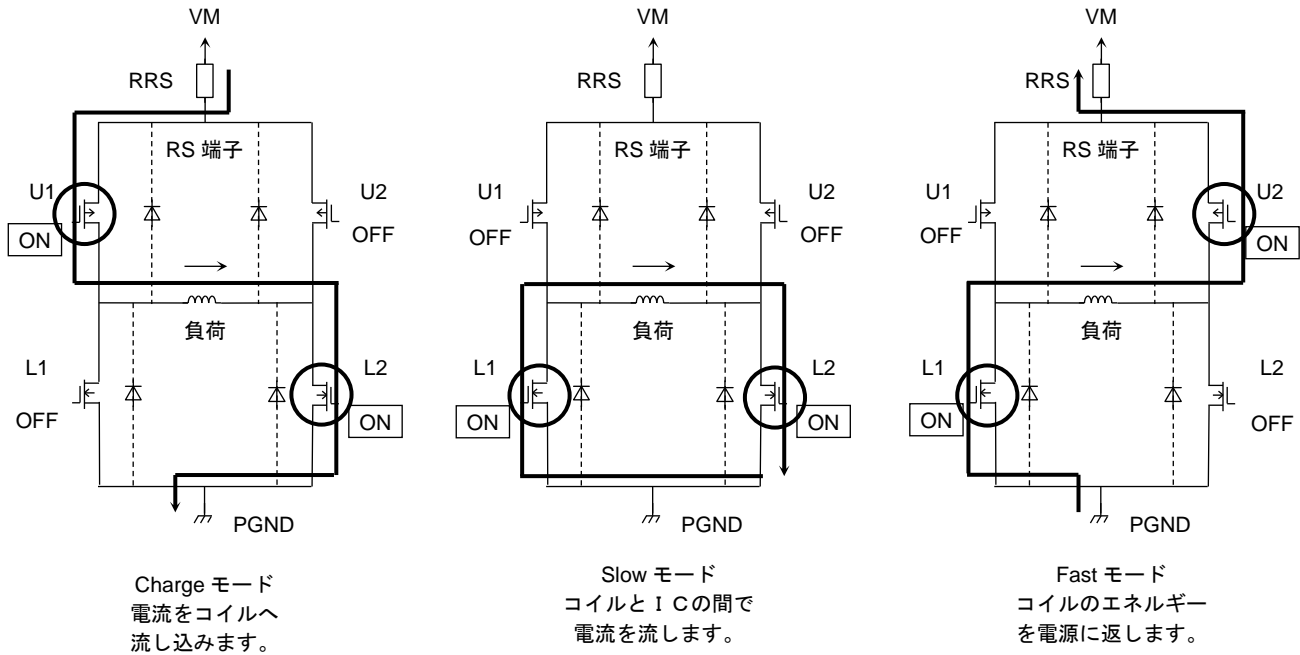 VM
RRS
RS 端子
U1
U2
ON
OFF
負荷
L1
L2
OFF
ON
PGND
Charge モード
電流をコイルへ
流し込みます。
VM
RRS
RS 端子
U1
U2
OFF
OFF
負荷
L1
L2
ON
ON
PGND
Slow モード
コイルとＩＣの間で
電流を流します。
VM
RRS
RS 端子
U1
U2
OFF
ON
負荷
L1
L2
ON
OFF
PGND
Fast モード
コイルのエネルギー
を電源に返します。